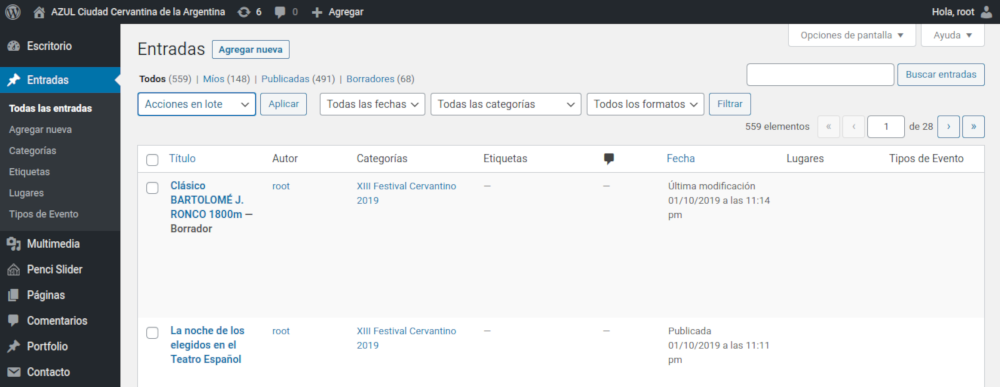 AZUL Ciudad Cervantina de la Argentina 6 0 Agregar Hola, root
Escritorio
Entradas
Todas las entradas
Agregar nueva
Categorías
Etiquetas
Lugares
Tipos de Evento
Multimedia
Penci Slider
Páginas
Comentarios
Portfolio
Contacto
Opciones de pantalla Ayuda
Entradas Agregar nueva
Todos (559) | Míos (148) | Publicadas (491) | Borradores (68)
Buscar entradas
Acciones en lote Aplicar Todas las fechas Todas las categorías Todos los formatos Filtrar
559 elementos « ‹ 1 de 28 › »
Título Autor Categorías Etiquetas Fecha Lugares Tipos de Evento
Clásico
BARTOLOMÉ J.
RONCO 1800m —
Borrador
root
XIII Festival Cervantino
2019
—
—
Última modificación
01/10/2019 a las 11:14
pm
La noche de los
elegidos en el
Teatro Español
root
XIII Festival Cervantino
2019
—
—
Publicada
01/10/2019 a las 11:11
pm